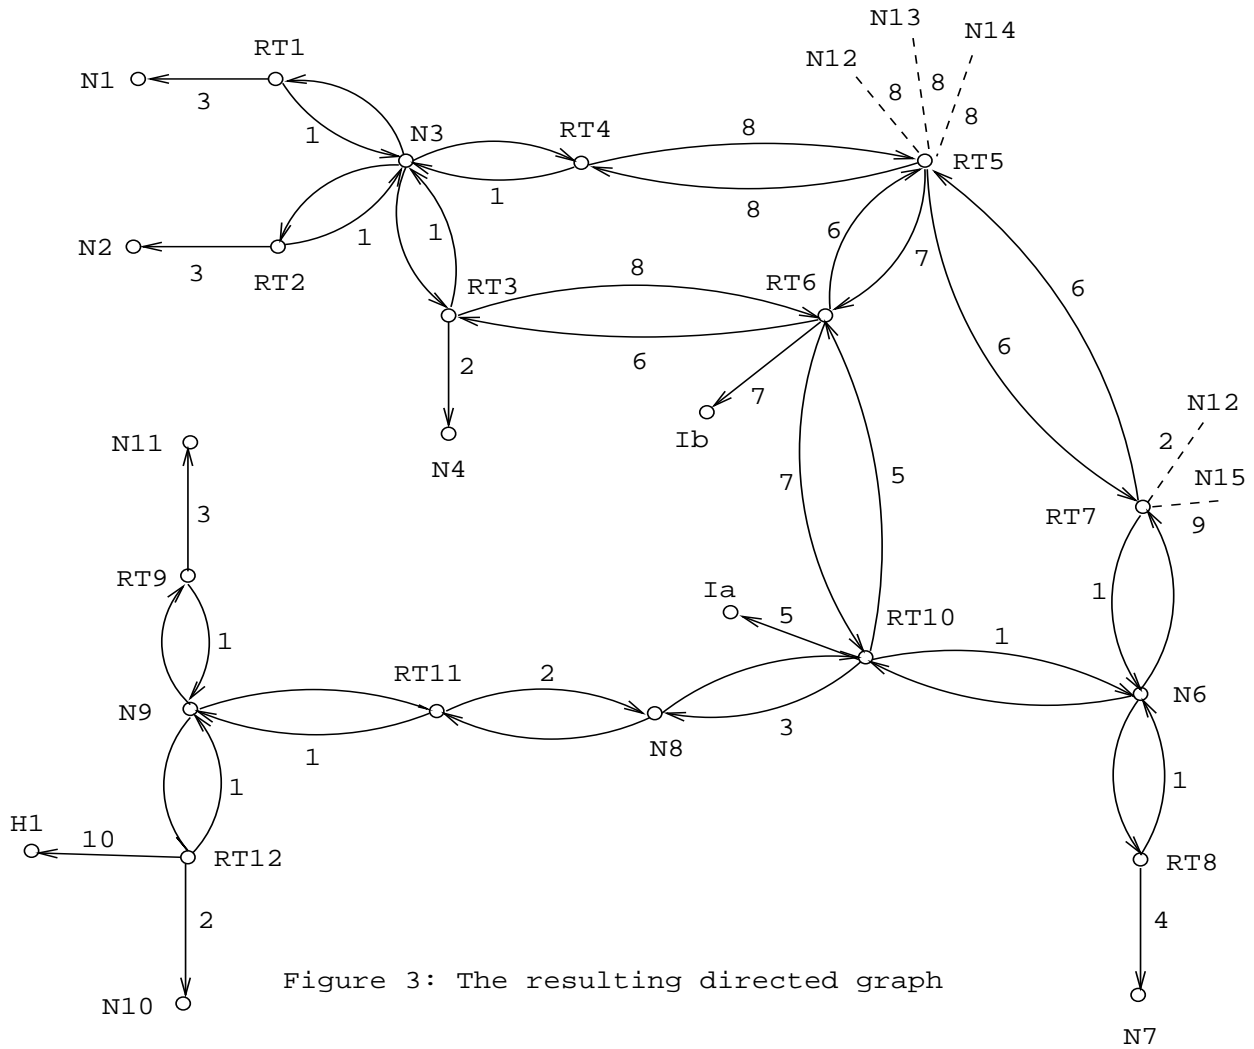 N13
N14
RT1
N12
N1
8
8
3
8
1
N3
RT4
8
RT5
1
8
N2
1
1
6
7
3
RT2
RT3
8
RT6
6
6
6
2
7
N12
Ib
2
N11
N4
N15
7
5
3
RT7
9
RT9
Ia
5
1
RT10
1
1
RT11
2
N9
N6
1
N8
3
1
1
H1
10
RT12
RT8
2
4
Figure 3: The resulting directed graph
N10
N7